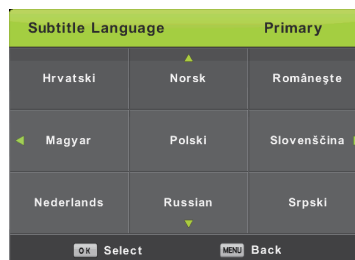 Subtitle Language Primary
Hrvatski Norsk Româneşte
Magyar Polski Slovenščina
Nederlands Russian Srpski
OK Select MENU Back